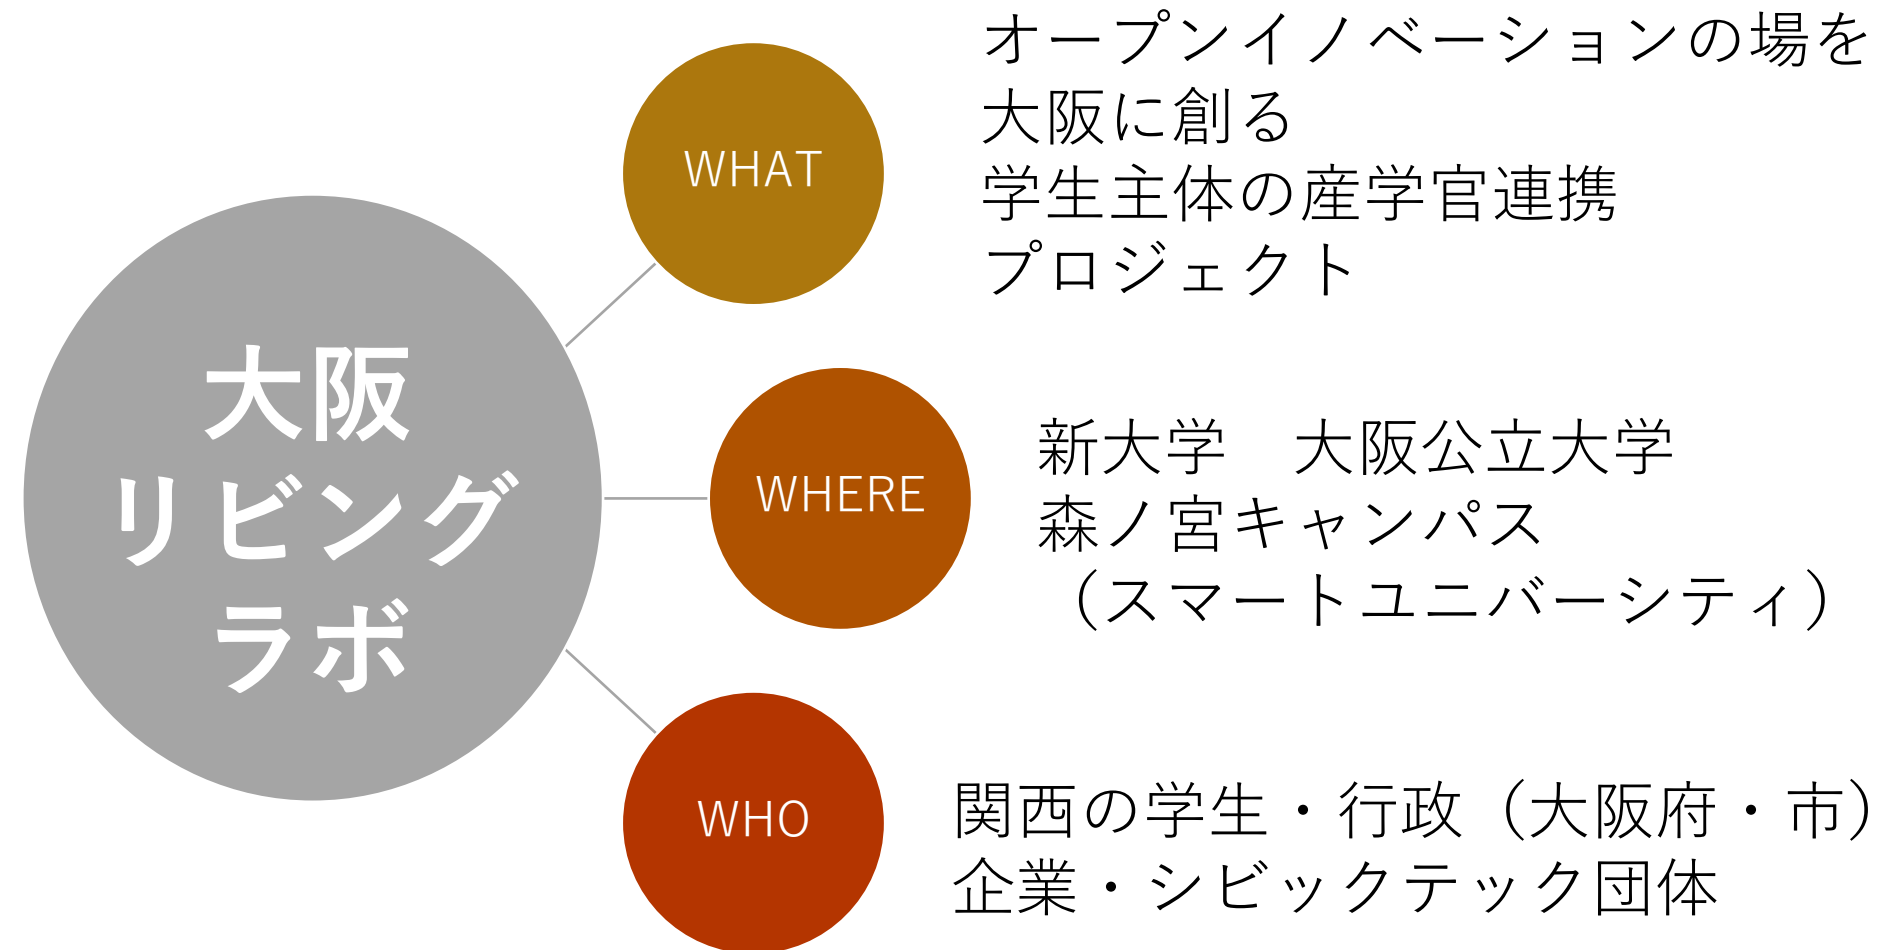 大阪
リビング
ラボ
WHAT
オープンイノベーションの場を
大阪に創る
学生主体の産学官連携
プロジェクト
WHERE
新大学　大阪公立大学
森ノ宮キャンパス
（スマートユニバーシティ）
WHO
関西の学生・行政（大阪府・市）
企業・シビックテック団体